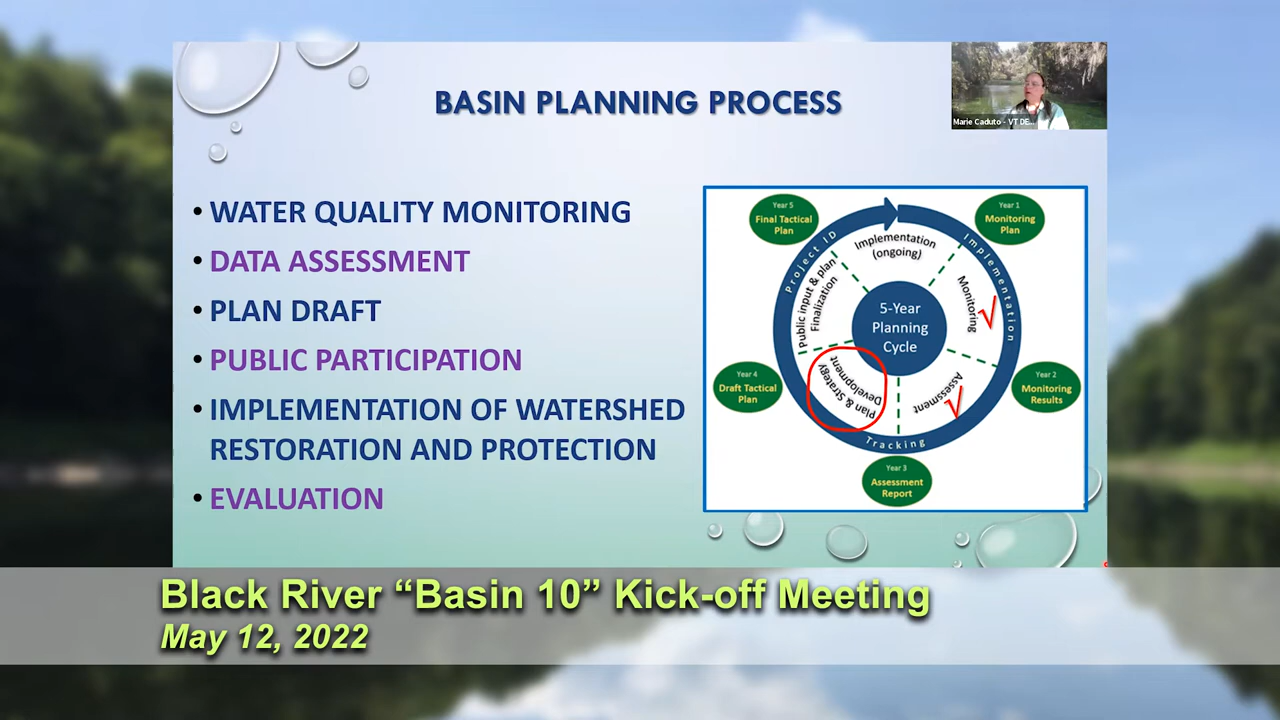 BASIN PLANNING PROCESS
Marie Caduto - VT DE...
• WATER QUALITY MONITORING
• DATA ASSESSMENT
• PLAN DRAFT
• PUBLIC PARTICIPATION
• IMPLEMENTATION OF WATERSHED
RESTORATION AND PROTECTION
• EVALUATION
Year 5
Final Tactical
Plan
Year 1
Monitoring
Plan
Project ID
Implementation
Implementation
(ongoing)
Public input & plan
Finalization
Monitoring
5-Year
Planning
Cycle
Plan & Strategy
Development
Assessment
Year 4
Draft Tactical
Plan
Year 2
Monitoring
Results
Tracking
Year 3
Assessment
Report
Black River “Basin 10” Kick-off Meeting
May 12, 2022